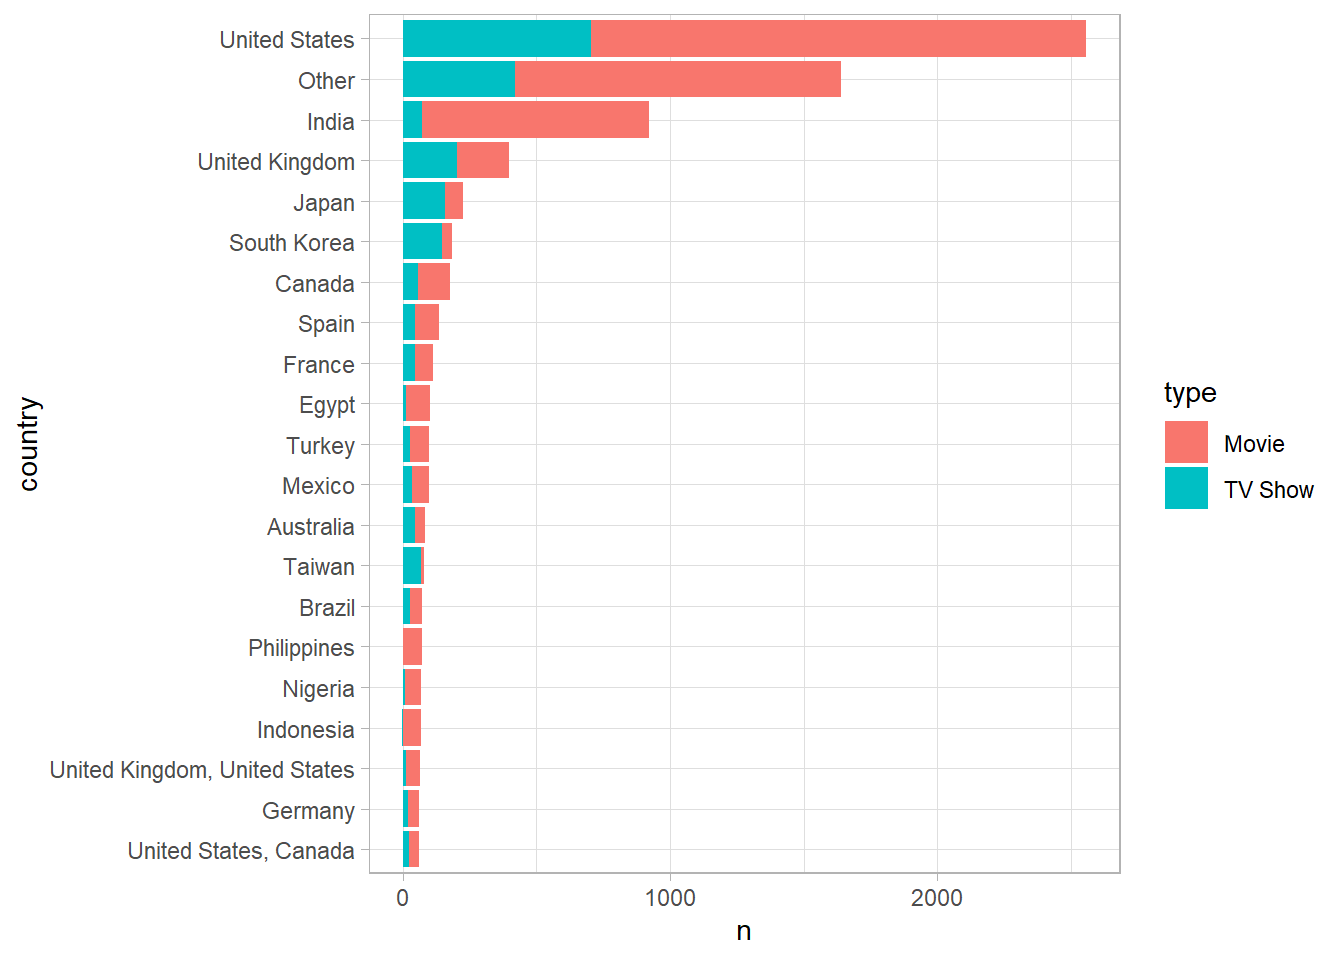 United States
Other
India
United Kingdom
Japan
South Korea
Canada
Spain
France
Egypt
Turkey
Mexico
Australia
Taiwan
Brazil
Philippines
Nigeria
Indonesia
United Kingdom, United States
Germany
United States, Canada
country
0 1000 2000
n
type
Movie
TV Show